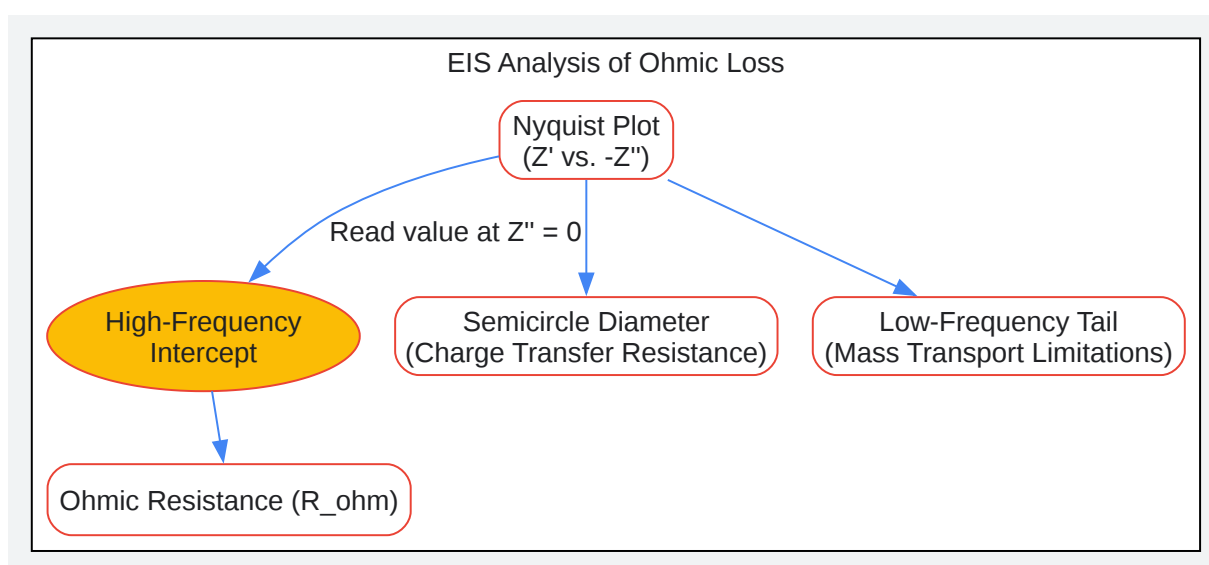 EIS Analysis of Ohmic Loss
Nyquist Plot
(Z' vs. -Z")
Read value at Z" = 0
High-Frequency
Intercept
Semicircle Diameter
(Charge Transfer Resistance)
Low-Frequency Tail
(Mass Transport Limitations)
Ohmic Resistance (R_ohm)